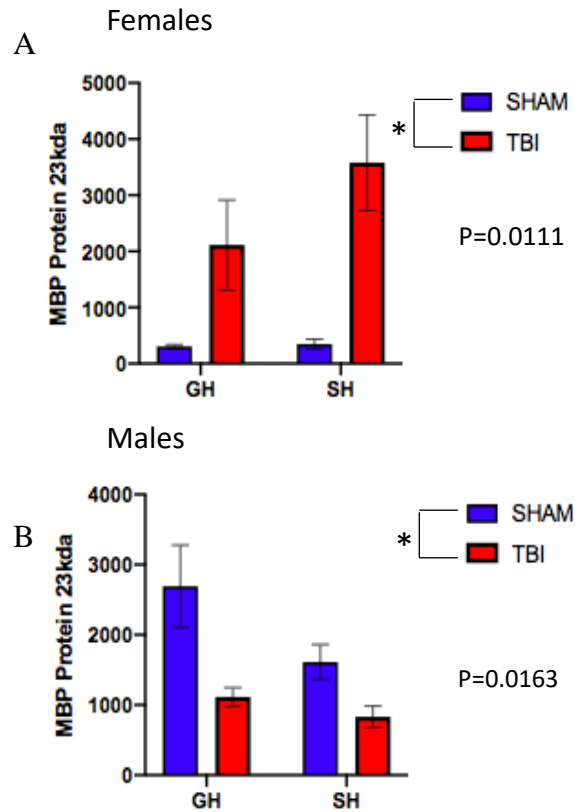 Females
A
MBP Protein 23kda
5000
4000
3000
2000
1000
0
GH SH
* SHAM
TBI
P=0.0111
Males
B
MBP Protein 23kda
4000
3000
2000
1000
0
GH SH
* SHAM
TBI
P=0.0163